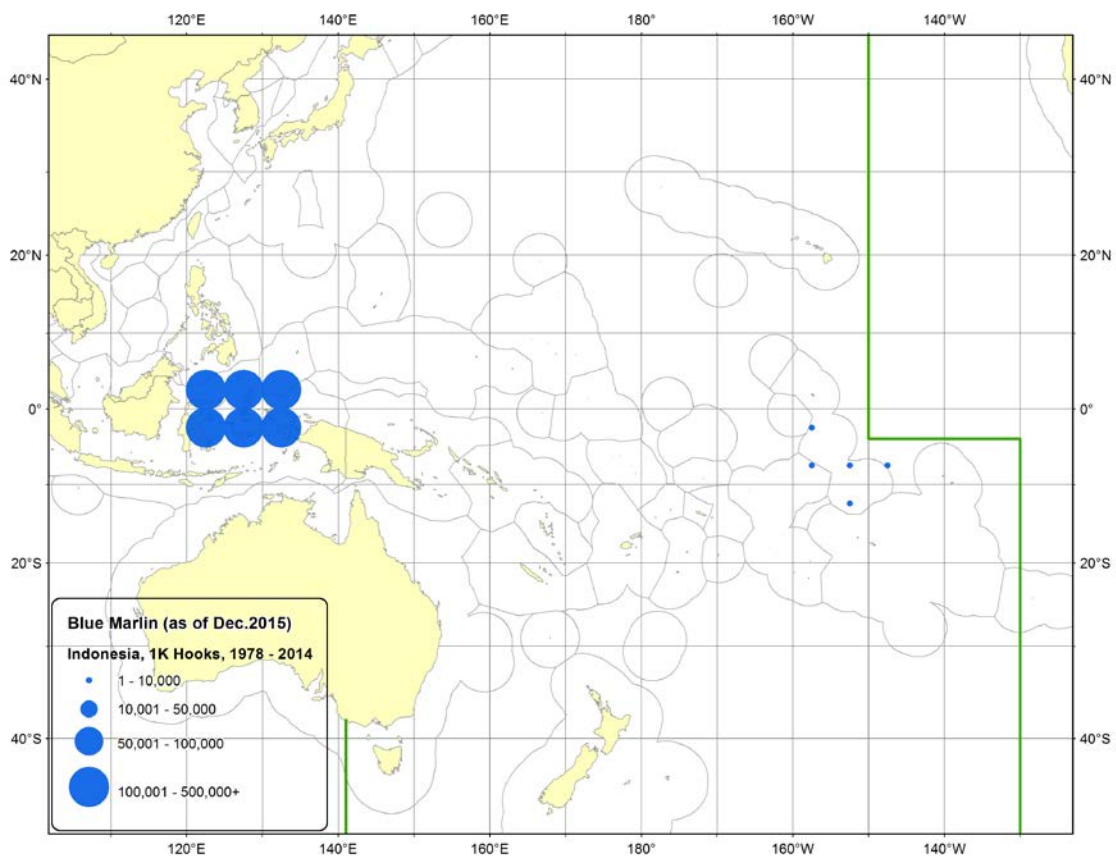 120°E 140°E 160°E 180° 160°W 140°W
40°N 40°N
20°N 20°N
0° 0°
20°S 20°S
Blue Marlin (as of Dec.2015)
Indonesia, 1K Hooks, 1978 - 2014
1 - 10,000
10,001 - 50,000
40°S 40°S
50,001 - 100,000
100,001 - 500,000+
120°E 140°E 160°E 180° 160°W 140°W